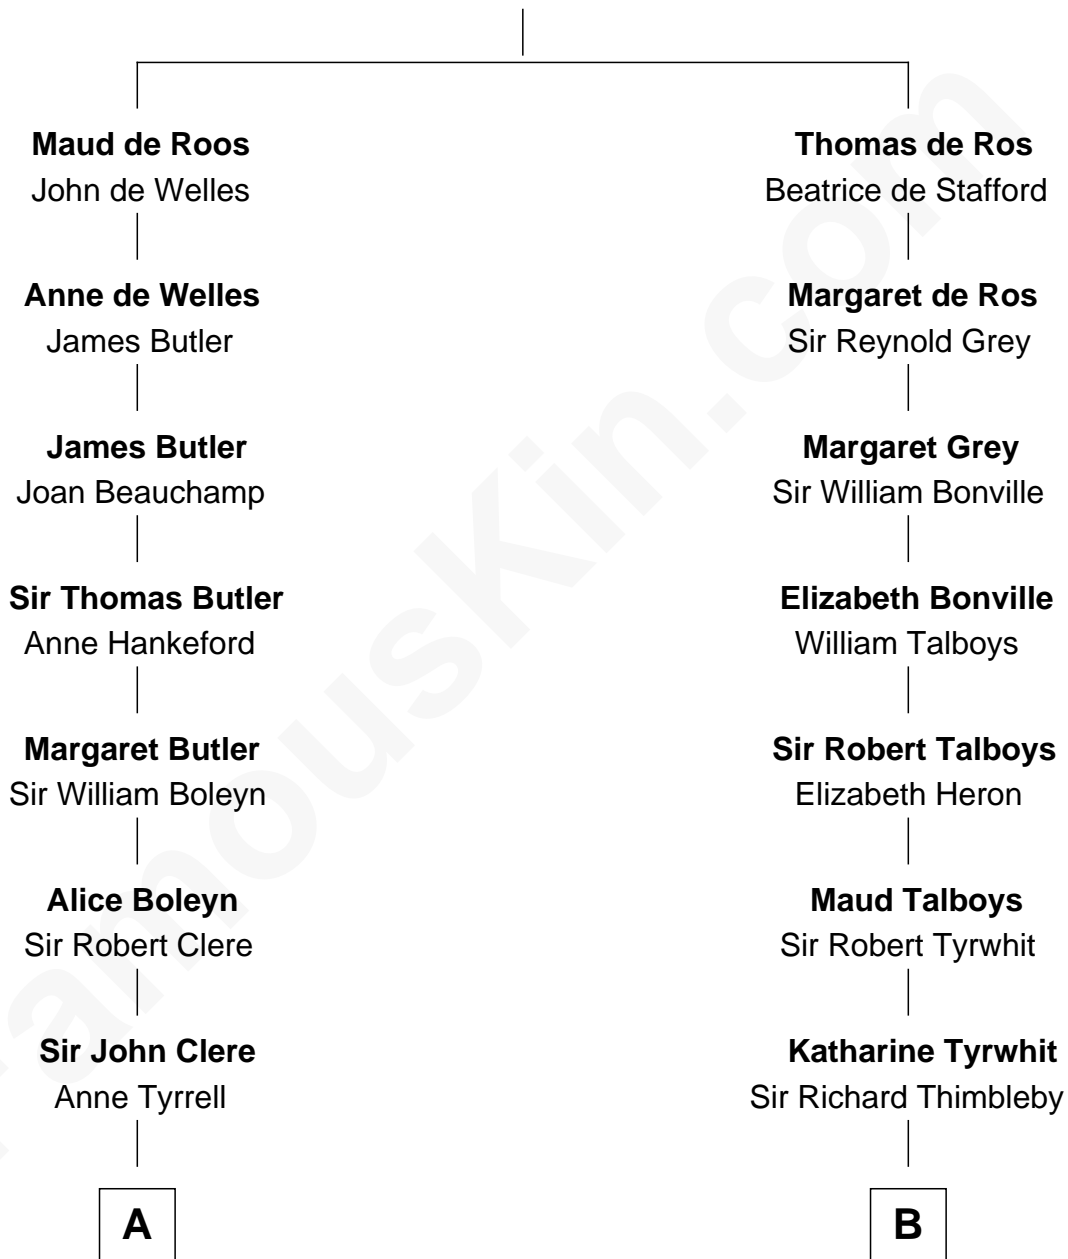 Maud de Roos
John de Welles
Thomas de Ros
Beatrice de Stafford
Anne de Welles
James Butler
Margaret de Ros
Sir Reynold Grey
James Butler
Joan Beauchamp
Margaret Grey
Sir William Bonville
Sir Thomas Butler
Anne Hankeford
Elizabeth Bonville
William Talboys
Margaret Butler
Sir William Boleyn
Sir Robert Talboys
Elizabeth Heron
Alice Boleyn
Sir Robert Clere
Maud Talboys
Sir Robert Tyrwhit
Sir John Clere
Anne Tyrrell
Katharine Tyrwhit
Sir Richard Thimbleby
A
B
FamousKin.com